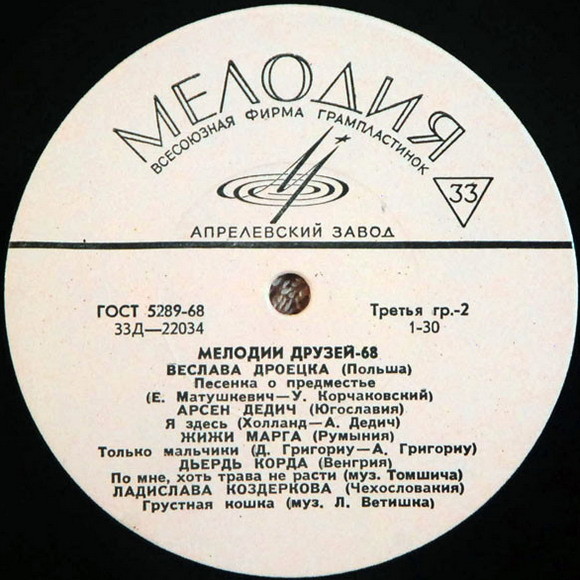 МЕЛОДИЯ
ВСЕСОЮЗНАЯ ФИРМА ГРАМПЛАСТИНОК
33
АПРЕЛЕВСКИЙ ЗАВОД
ГОСТ 5289-68
33Д—22034
Третья гр.-2
1-30
МЕЛОДИИ ДРУЗЕЙ-68
ВЕСЛАВА ДРОЕЦКА (Польша)
Песенка о предместье
(Е. Матушкевич—У. Корчаковский)
АРСЕН ДЕДИЧ (Югославия)
Я здесь (Холланд—А. Дедич)
ЖИЖИ МАРГА (Румыния)
Только мальчики (Д. Григориу—А. Григориу)
ДЬЕРДЬ КОРДА (Венгрия)
По мне, хоть трава не расти (муз. Томшича)
ЛАДИСЛАВА КОЗДЕРКОВА (Чехословакия)
Грустная кошка (муз. Л. Ветишка)